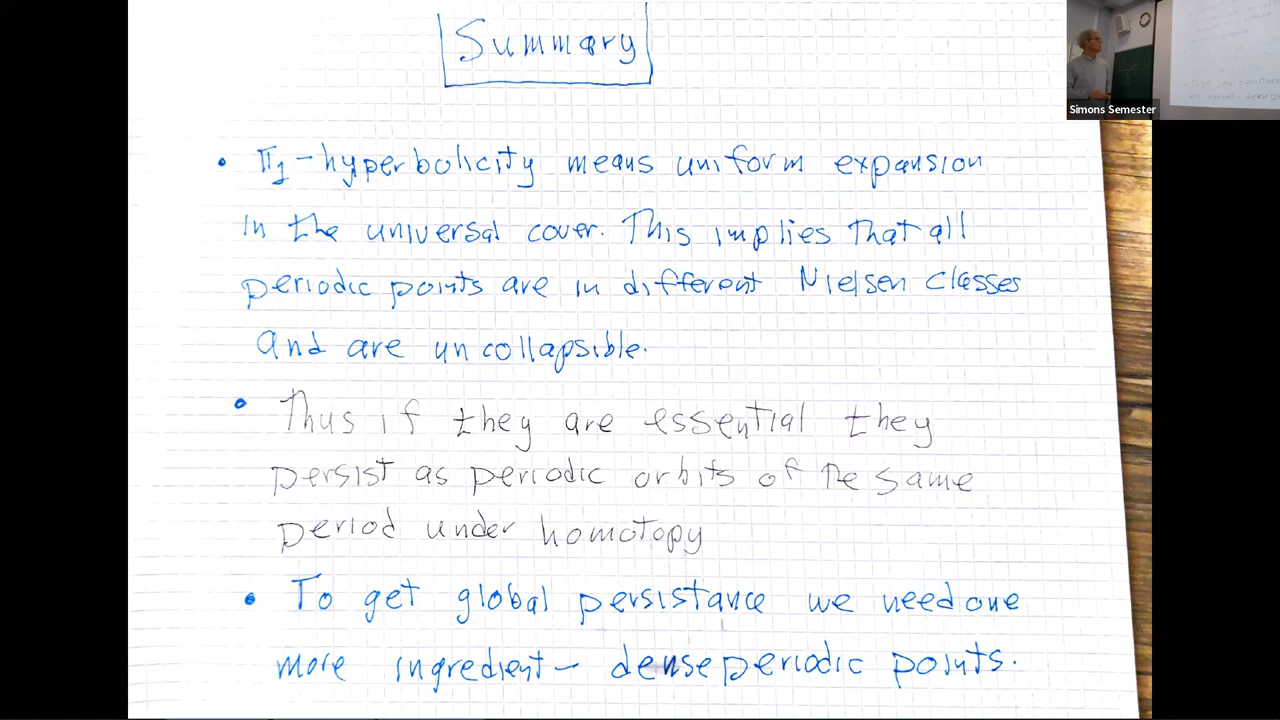 Summary
• π₁-hyperbolicity means uniform expansion
in the universal cover. This implies that all
periodic points are in different Nielsen classes
and are uncollapsible.
• Thus if they are essential they
persist as periodic orbits of the same
period under homotopy
• To get global persistance we need one
more ingredient - dense periodic points.
Simons Semester